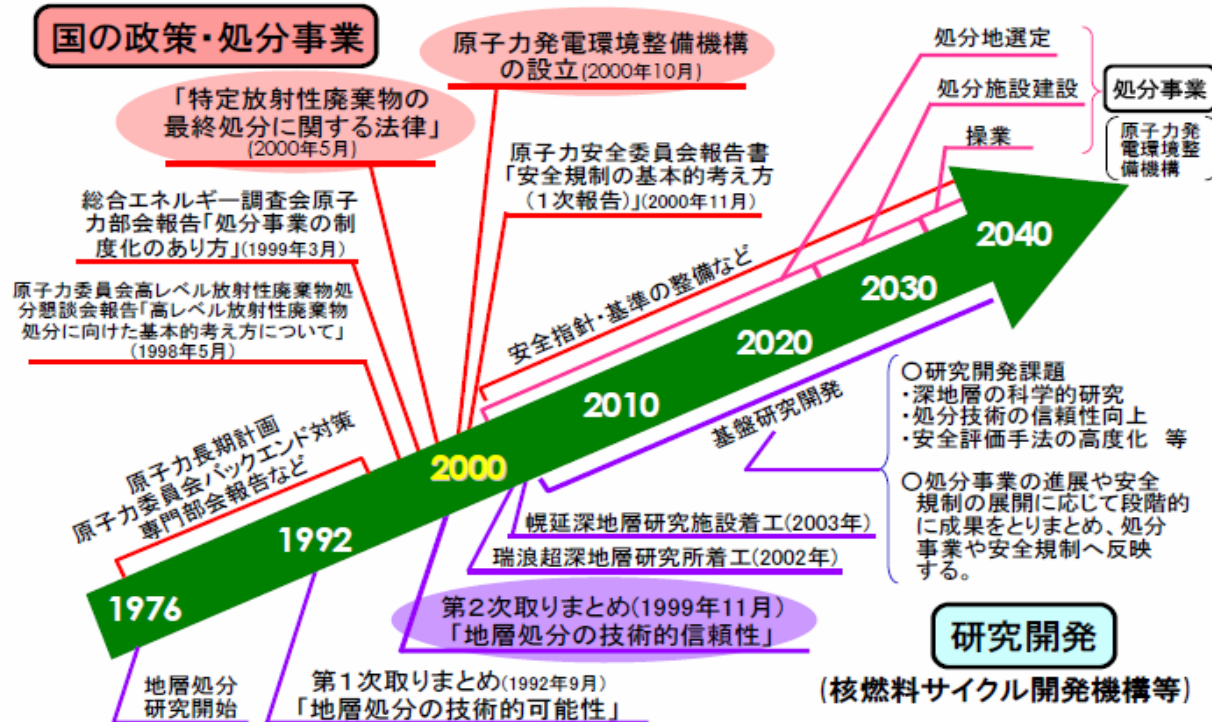 国の政策・処分事業
原子力発電環境整備機構
の設立(2000年10月)
「特定放射性廃棄物の
最終処分に関する法律」
(2000年5月)
原子力安全委員会報告書
「安全規制の基本的考え方
(1次報告)」(2000年11月)
総合エネルギー調査会原子
力部会報告「処分事業の制
度化のあり方」(1999年3月)
原子力委員会高レベル放射性廃棄物処
分懇談会報告「高レベル放射性廃棄物
処分に向けた基本的考え方について」
(1998年5月)
原子力長期計画
原子力委員会バックエンド対策
専門部会報告など
処分地選定
処分施設建設
操業
処分事業
原子力発
電環境整
備機構
安全指針・基準の整備など
1976
1992
2000
2010
2020
2030
2040
基盤研究開発
○研究開発課題
・深地層の科学的研究
・処分技術の信頼性向上
・安全評価手法の高度化 等
○処分事業の進展や安全
規制の展開に応じて段階的
に成果をとりまとめ、処分
事業や安全規制へ反映
する。
幌延深地層研究施設着工(2003年)
瑞浪超深地層研究所着工(2002年)
第2次取りまとめ(1999年11月)
「地層処分の技術的信頼性」
地層処分
研究開始
第1次取りまとめ(1992年9月)
「地層処分の技術的可能性」
研究開発
(核燃料サイクル開発機構等)